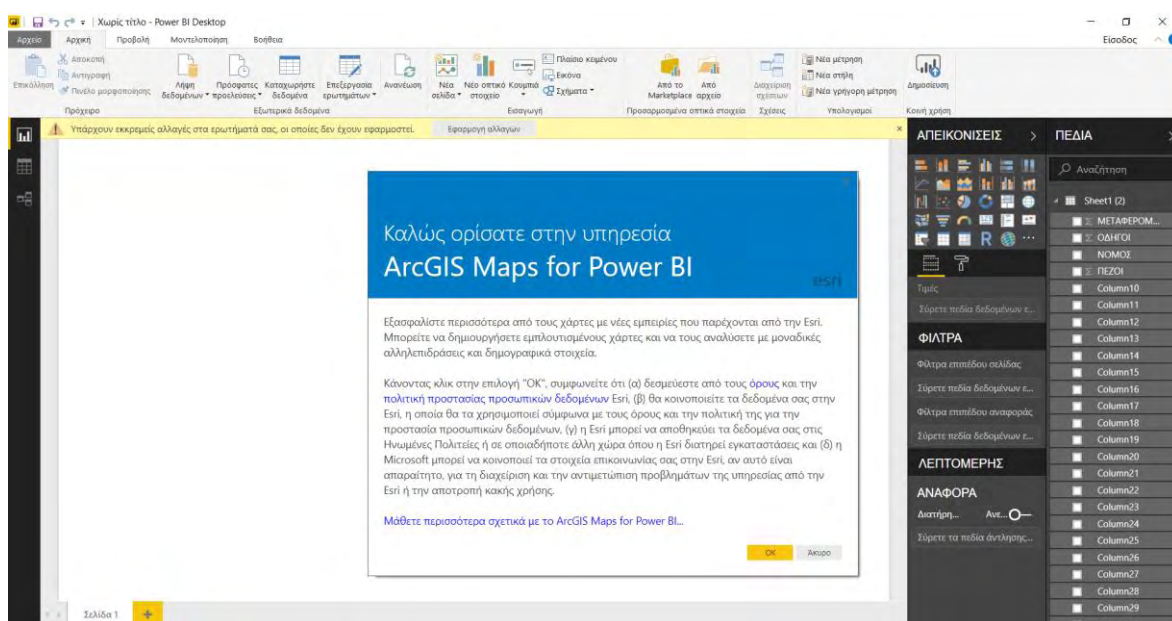 Χωρίς τίτλο - Power BI Desktop
Αρχείο Αρχική Προβολή Μοντελοποίηση Βοήθεια Είσοδος
Επικόλληση
Αποκοπή
Αντιγραφή
Πινέλο μορφοποίησης
Πρόχειρο
Λήψη δεδομένων
Πρόσφατες προελεύσεις
Καταχωρήστε δεδομένα
Επεξεργασία ερωτημάτων
Εξωτερικά δεδομένα
Ανανέωση
Νέα σελίδα
Νέο οπτικό στοιχείο
Κουμπιά
Πλαίσιο κειμένου
Εικόνα
Σχήματα
Εισαγωγή
Από το Marketplace
Από αρχείο
Προσαρμοσμένα οπτικά στοιχεία
Διαχείριση σχέσεων
Σχέσεις
Νέα μέτρηση
Νέα στήλη
Νέα γρήγορη μέτρηση
Υπολογισμοί
Δημοσίευση
Κοινή χρήση
Υπάρχουν εκκρεμείς αλλαγές στα ερωτήματά σας, οι οποίες δεν έχουν εφαρμοστεί. Εφαρμογή αλλαγών
Καλώς ορίσατε στην υπηρεσία
ArcGIS Maps for Power BI
esri
Εξασφαλίστε περισσότερα από τους χάρτες με νέες εμπειρίες που παρέχονται από την Esri.
Μπορείτε να δημιουργήσετε εμπλουτισμένους χάρτες και να τους αναλύσετε με μοναδικές
αλληλεπιδράσεις και δημογραφικά στοιχεία.
Κάνοντας κλικ στην επιλογή "OK", συμφωνείτε ότι (α) δεσμεύεστε από τους όρους και την
πολιτική προστασίας προσωπικών δεδομένων Esri, (β) θα κοινοποιείτε τα δεδομένα σας στην
Esri, η οποία θα τα χρησιμοποιεί σύμφωνα με τους όρους και την πολιτική της για την
προστασία προσωπικών δεδομένων, (γ) η Esri μπορεί να αποθηκεύει τα δεδομένα σας στις
Ηνωμένες Πολιτείες ή σε οποιαδήποτε άλλη χώρα όπου η Esri διατηρεί εγκαταστάσεις και (δ) η
Microsoft μπορεί να κοινοποιεί τα στοιχεία επικοινωνίας σας στην Esri, αν αυτό είναι
απαραίτητο, για τη διαχείριση και την αντιμετώπιση προβλημάτων της υπηρεσίας από την
Esri ή την αποτροπή κακής χρήσης.
Μάθετε περισσότερα σχετικά με το ArcGIS Maps for Power BI...
OK Άκυρο
Σελίδα 1
ΑΠΕΙΚΟΝΙΣΕΙΣ
R
Τιμές
Σύρετε πεδία δεδομένων ε...
ΦΙΛΤΡΑ
Φίλτρα επιπέδου σελίδας
Σύρετε πεδία δεδομένων ε...
Φίλτρα επιπέδου αναφοράς
Σύρετε πεδία δεδομένων ε...
ΛΕΠΤΟΜΕΡΗΣ
ΑΝΑΦΟΡΑ
Διατήρη... Ανε...
Σύρετε τα πεδία άντλησης...
ΠΕΔΙΑ
Αναζήτηση
Sheet1 (2)
Σ ΜΕΤΑΦΕΡΟΜ...
Σ ΟΔΗΓΟΙ
ΝΟΜΟΣ
Σ ΠΕΖΟΙ
Column10
Column11
Column12
Column13
Column14
Column15
Column16
Column17
Column18
Column19
Column20
Column21
Column22
Column23
Column24
Column25
Column26
Column27
Column28
Column29